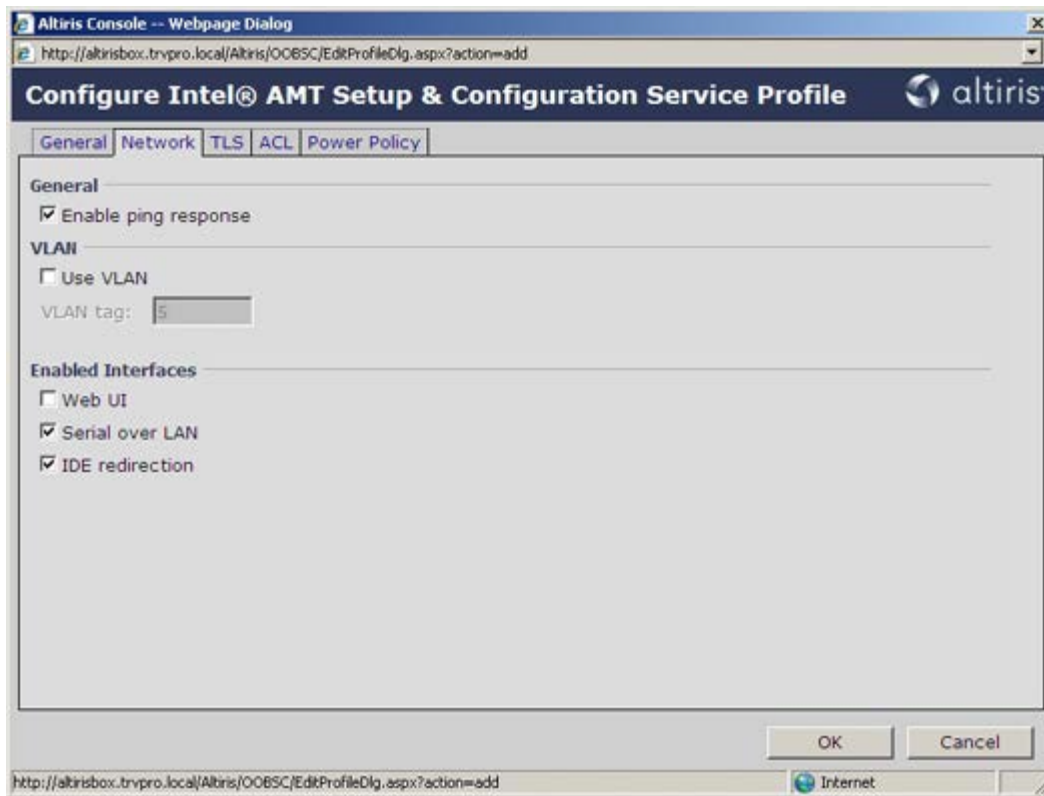 Altiris Console -- Webpage Dialog
http://altirisbox.trvpro.local/Altiris/OOBSC/EditProfileDlg.aspx?action=add
Configure Intel® AMT Setup & Configuration Service Profile
altiris
General Network TLS ACL Power Policy
General
Enable ping response
VLAN
Use VLAN
VLAN tag: 5
Enabled Interfaces
Web UI
Serial over LAN
IDE redirection
OK Cancel
http://altirisbox.trvpro.local/Altiris/OOBSC/EditProfileDlg.aspx?action=add Internet